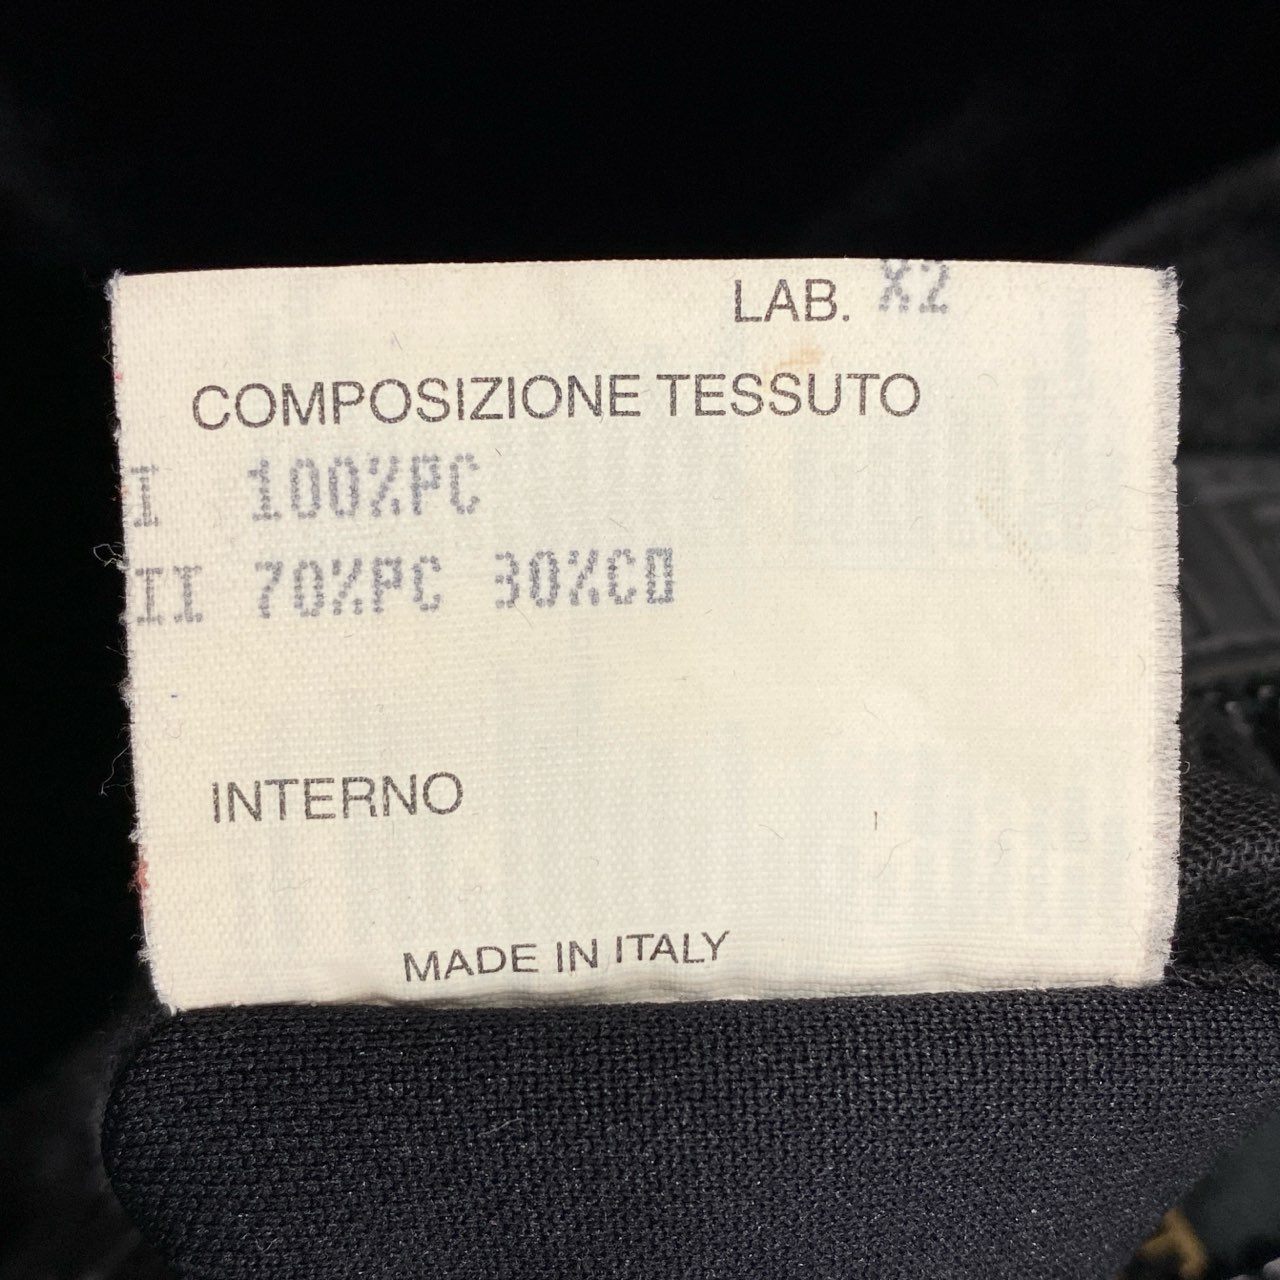 LAB. X2
COMPOSIZIONE TESSUTO
I 100%PC
II 70%PC 30%CO
INTERNO
MADE IN ITALY